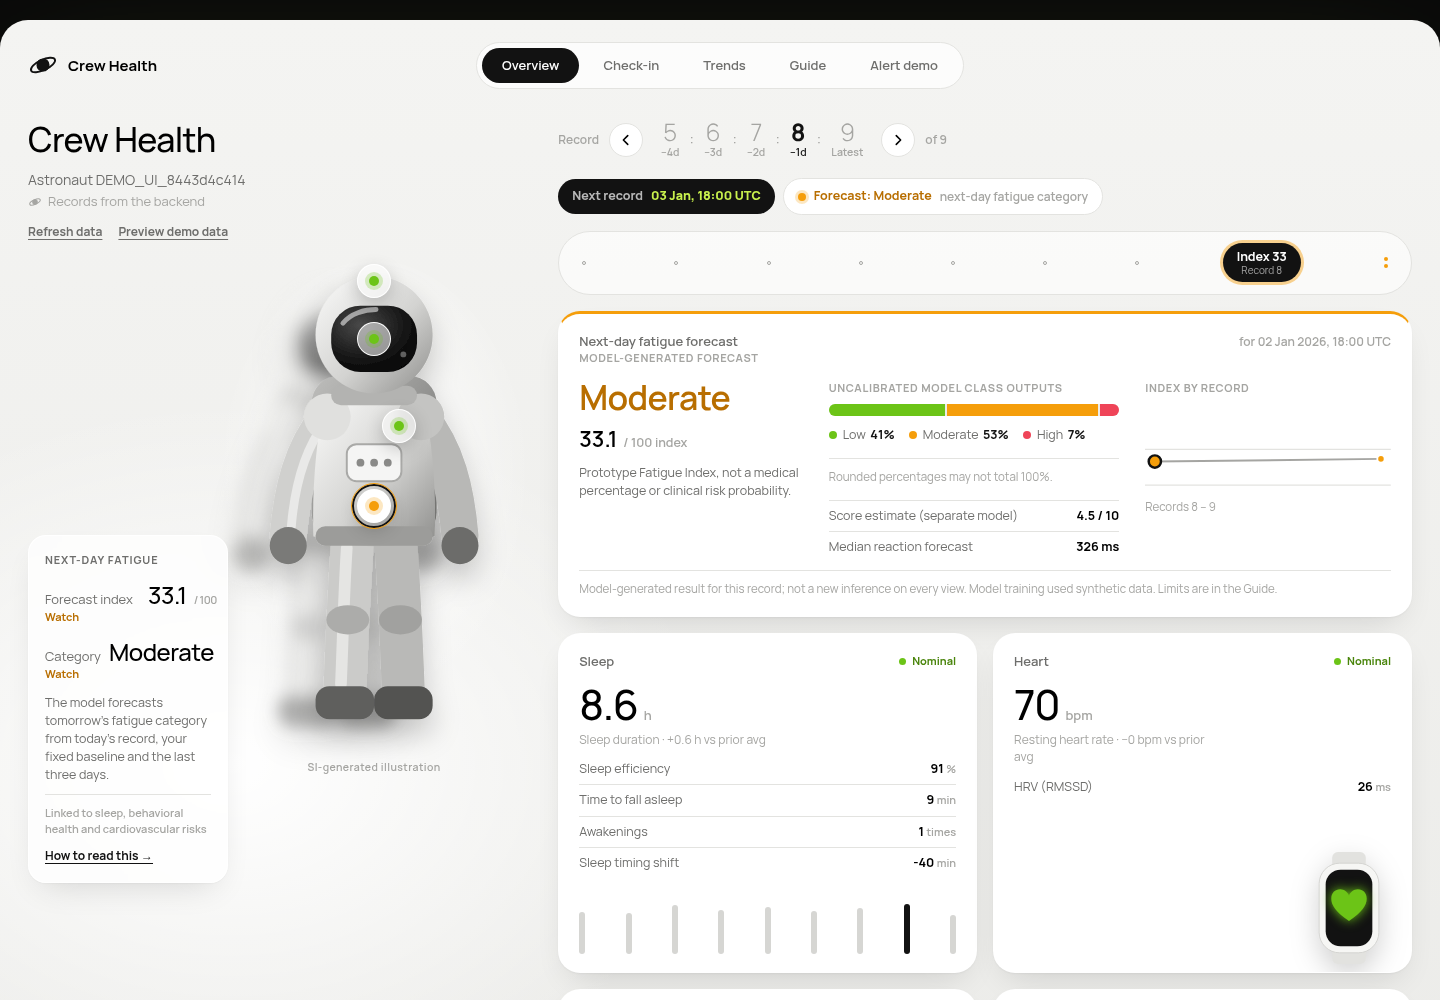 Crew Health
Overview
Check-in
Trends
Guide
Alert demo
Crew Health
Astronaut DEMO_UI_8443d4c414
Records from the backend
Refresh data
Preview demo data
Record
5
-4d
:
6
-3d
:
7
-2d
:
8
-1d
:
9
Latest
of 9
Next record 03 Jan, 18:00 UTC
Forecast: Moderate next-day fatigue category
Index 33
Record 8
Next-day fatigue forecast
MODEL-GENERATED FORECAST
for 02 Jan 2026, 18:00 UTC
Moderate
33.1 / 100 index
Prototype Fatigue Index, not a medical
percentage or clinical risk probability.
UNCALIBRATED MODEL CLASS OUTPUTS
Low 41% Moderate 53% High 7%
Rounded percentages may not total 100%.
Score estimate (separate model) 4.5 / 10
Median reaction forecast 326 ms
INDEX BY RECORD
Records 8 – 9
Model-generated result for this record; not a new inference on every view. Model training used synthetic data. Limits are in the Guide.
NEXT-DAY FATIGUE
Forecast index 33.1 / 100
Watch
Category Moderate
Watch
The model forecasts
tomorrow's fatigue category
from today's record, your
fixed baseline and the last
three days.
Linked to sleep, behavioral
health and cardiovascular risks
How to read this →
SI-generated illustration
Sleep
Nominal
8.6 h
Sleep duration · +0.6 h vs prior avg
Sleep efficiency 91 %
Time to fall asleep 9 min
Awakenings 1 times
Sleep timing shift -40 min
Heart
Nominal
70 bpm
Resting heart rate · −0 bpm vs prior
avg
HRV (RMSSD) 26 ms